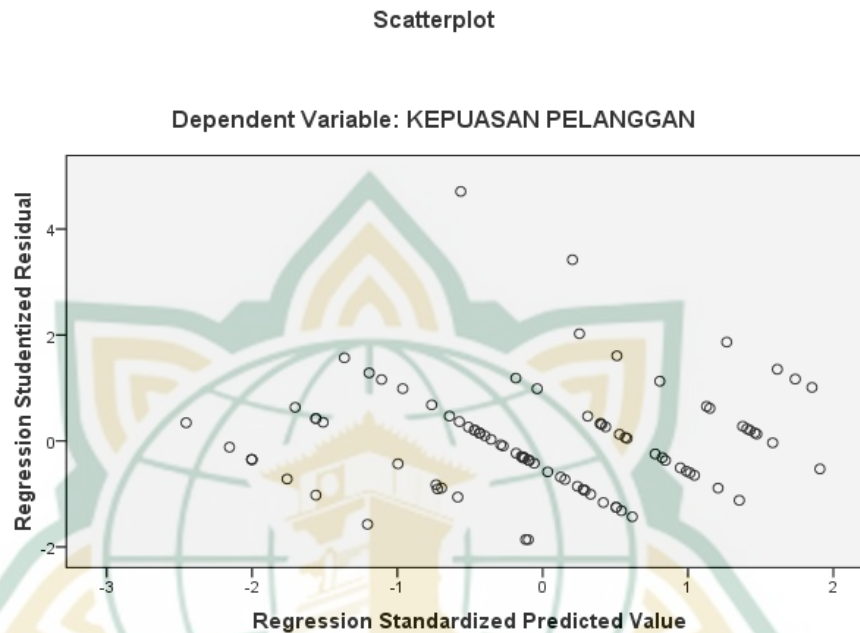 Scatterplot
Dependent Variable: KEPUASAN PELANGGAN
Regression Studentized Residual
4
2
0
-2
-3
-2
-1
0
1
2
Regression Standardized Predicted Value